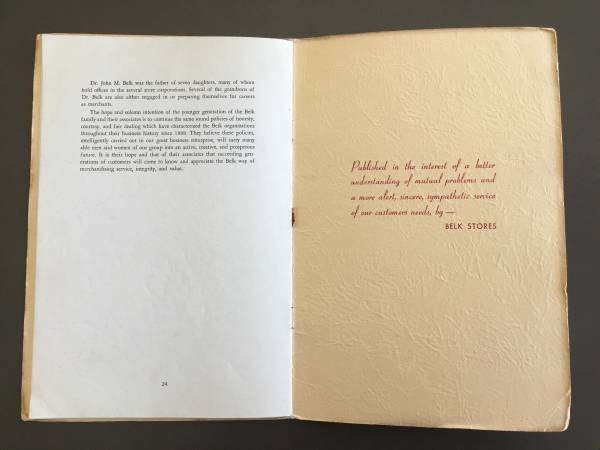 Dr. John M. Belk was the father of seven daughters, many of whom
hold offices in the several store corporations. Several of the grandsons of
Dr. Belk are also either engaged in or preparing themselves for careers
as merchants.
The hope and solemn intention of the younger generation of the Belk
family and their associates is to continue the same sound policies of honesty,
courtesy, and fair dealing which have characterized the Belk organizations
throughout their business history since 1888. They believe these policies,
intelligently carried out in our great business enterprise, will carry many
able men and women of our group into an active, creative, and prosperous
future. It is their hope and that of their associates that succeeding gen-
erations of customers will come to know and appreciate the Belk way of
merchandising service, integrity, and value.
24
Published in the interest of a better
understanding of mutual problems and
a more alert, sincere, sympathetic service
of our customers needs, by —
BELK STORES